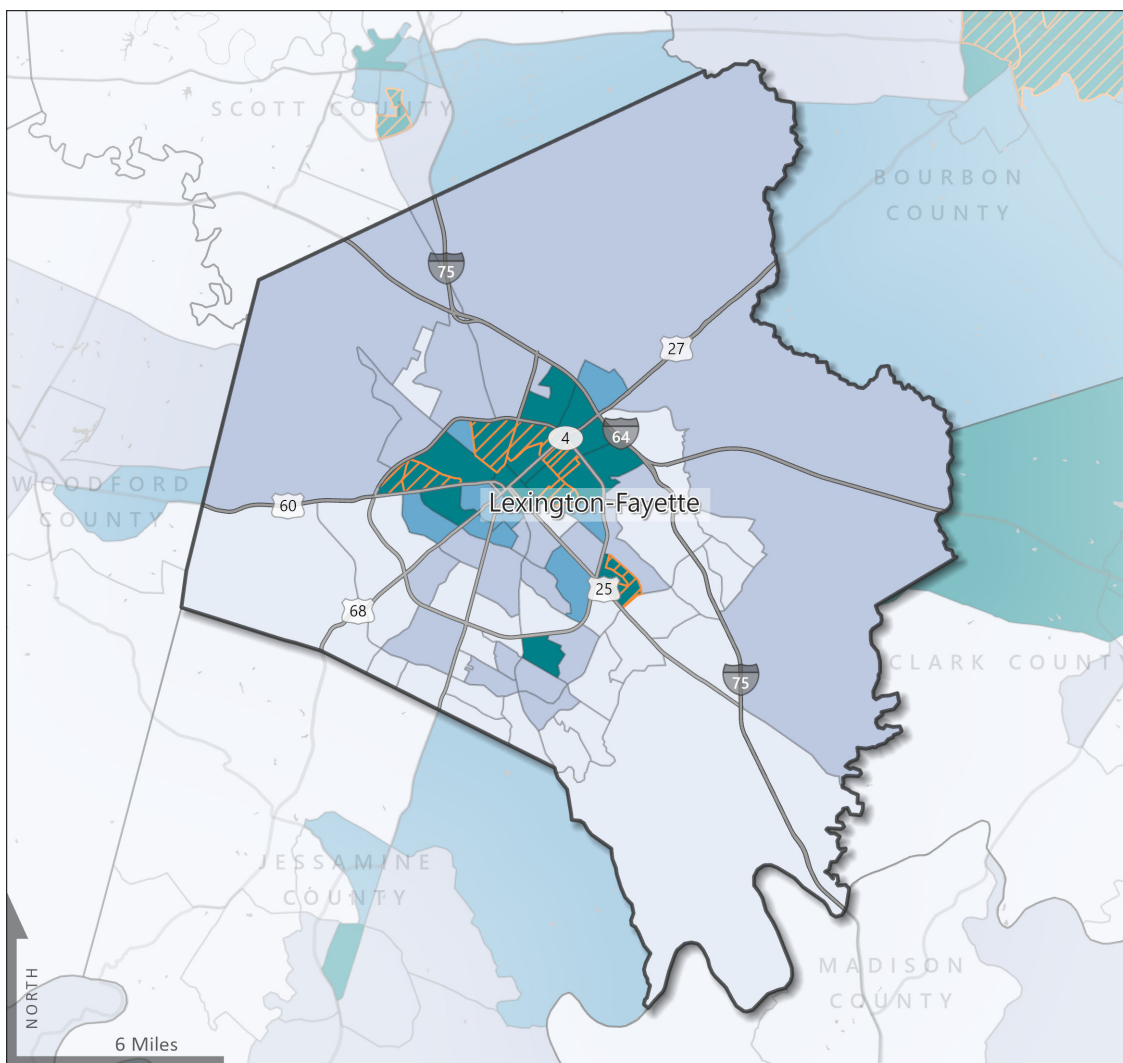 SCOTT COUNTY
BOURBON
COUNTY
75
27
4
64
WOODFORD
COUNTY
60
Lexington-Fayette
25
68
CLARK COUNTY
75
JESSAMINE
COUNTY
MADISON
COUNTY
NORTH
6 Miles